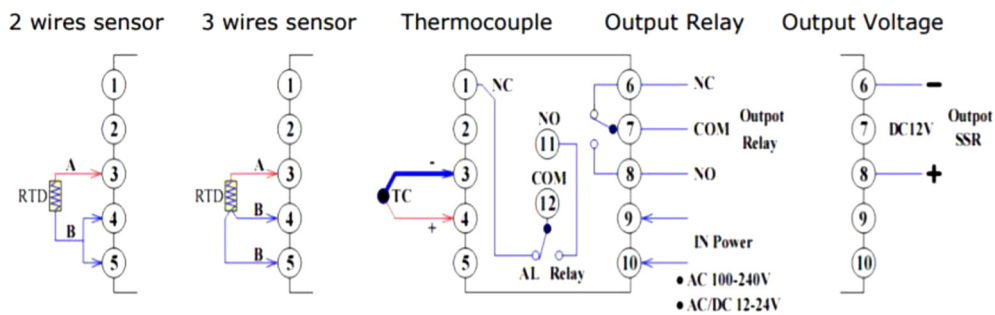 2 wires sensor 3 wires sensor Thermocouple Output Relay Output Voltage
1 1 1 NC 6 NC 6 −
2 2 2 NO 11 7 COM Outpot Relay 7 DC12V Outpot SSR
A 3 A 3 - 3 COM 8 NO 8 +
RTD RTD TC 12
B 4 B 4 + 4 9 9
5 B 5 5 AL Relay 10 IN Power 10
• AC 100-240V
• AC/DC 12-24V